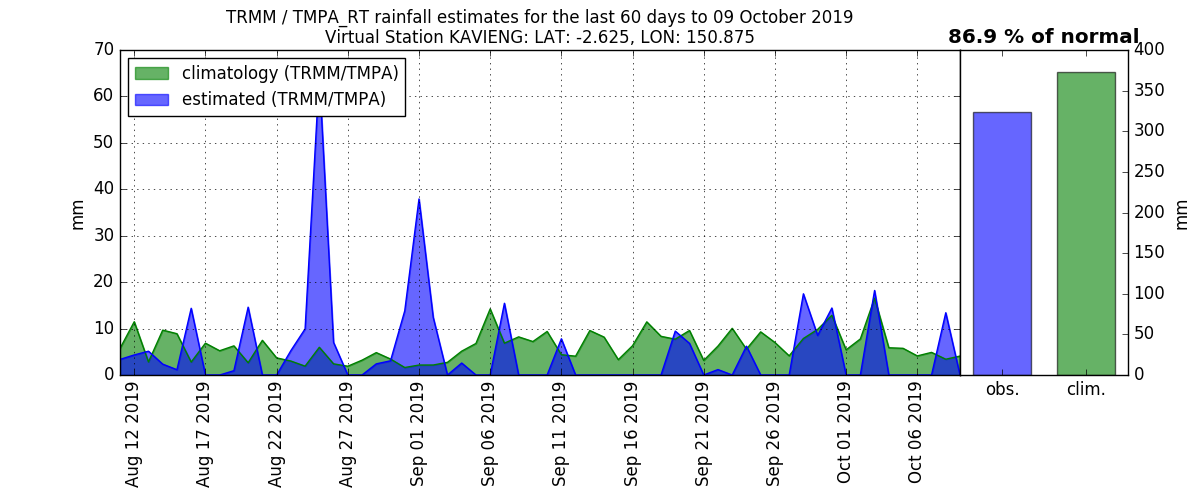 TRMM / TMPA_RT rainfall estimates for the last 60 days to 09 October 2019
Virtual Station KAVIENG: LAT: -2.625, LON: 150.875
86.9 % of normal
climatology (TRMM/TMPA)
estimated (TRMM/TMPA)
mm
70
60
50
40
30
20
10
0
Aug 12 2019
Aug 17 2019
Aug 22 2019
Aug 27 2019
Sep 01 2019
Sep 06 2019
Sep 11 2019
Sep 16 2019
Sep 21 2019
Sep 26 2019
Oct 01 2019
Oct 06 2019
obs.
clim.
400
350
300
250
200
150
100
50
0
mm